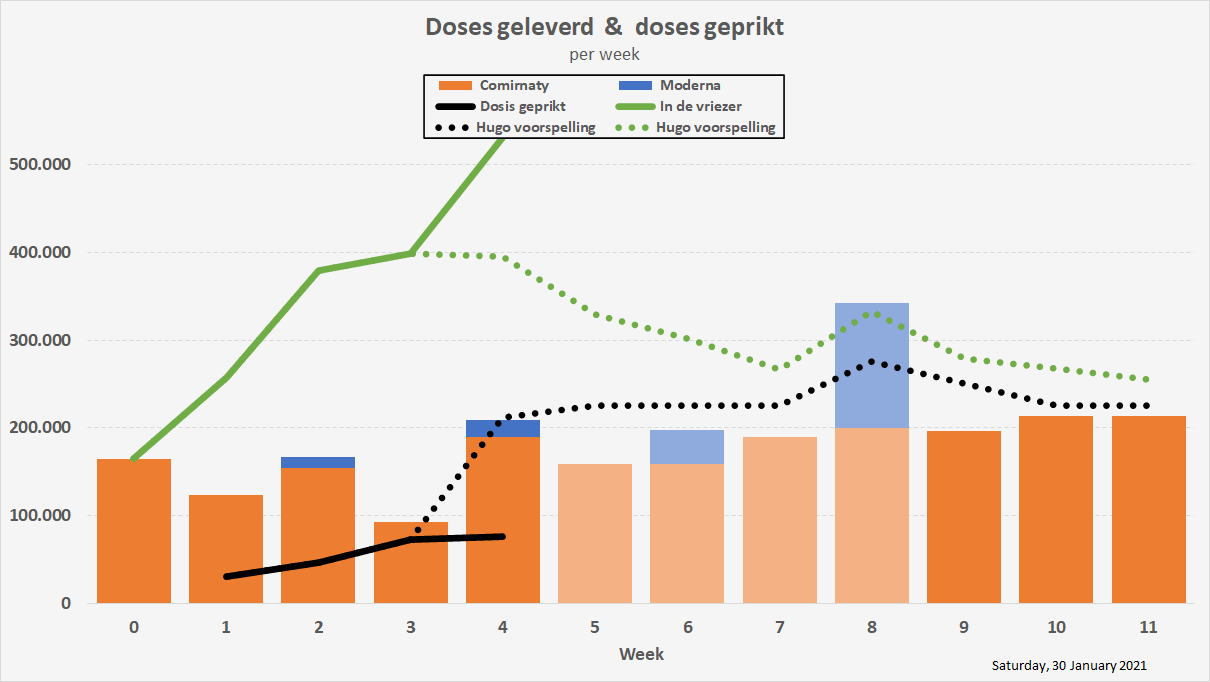 Doses geleverd & doses geprikt
per week
Comirnaty Moderna
Dosis geprikt In de vriezer
Hugo voorspelling Hugo voorspelling
500.000
400.000
300.000
200.000
100.000
0
0 1 2 3 4 5 6 7 8 9 10 11
Week
Saturday, 30 January 2021